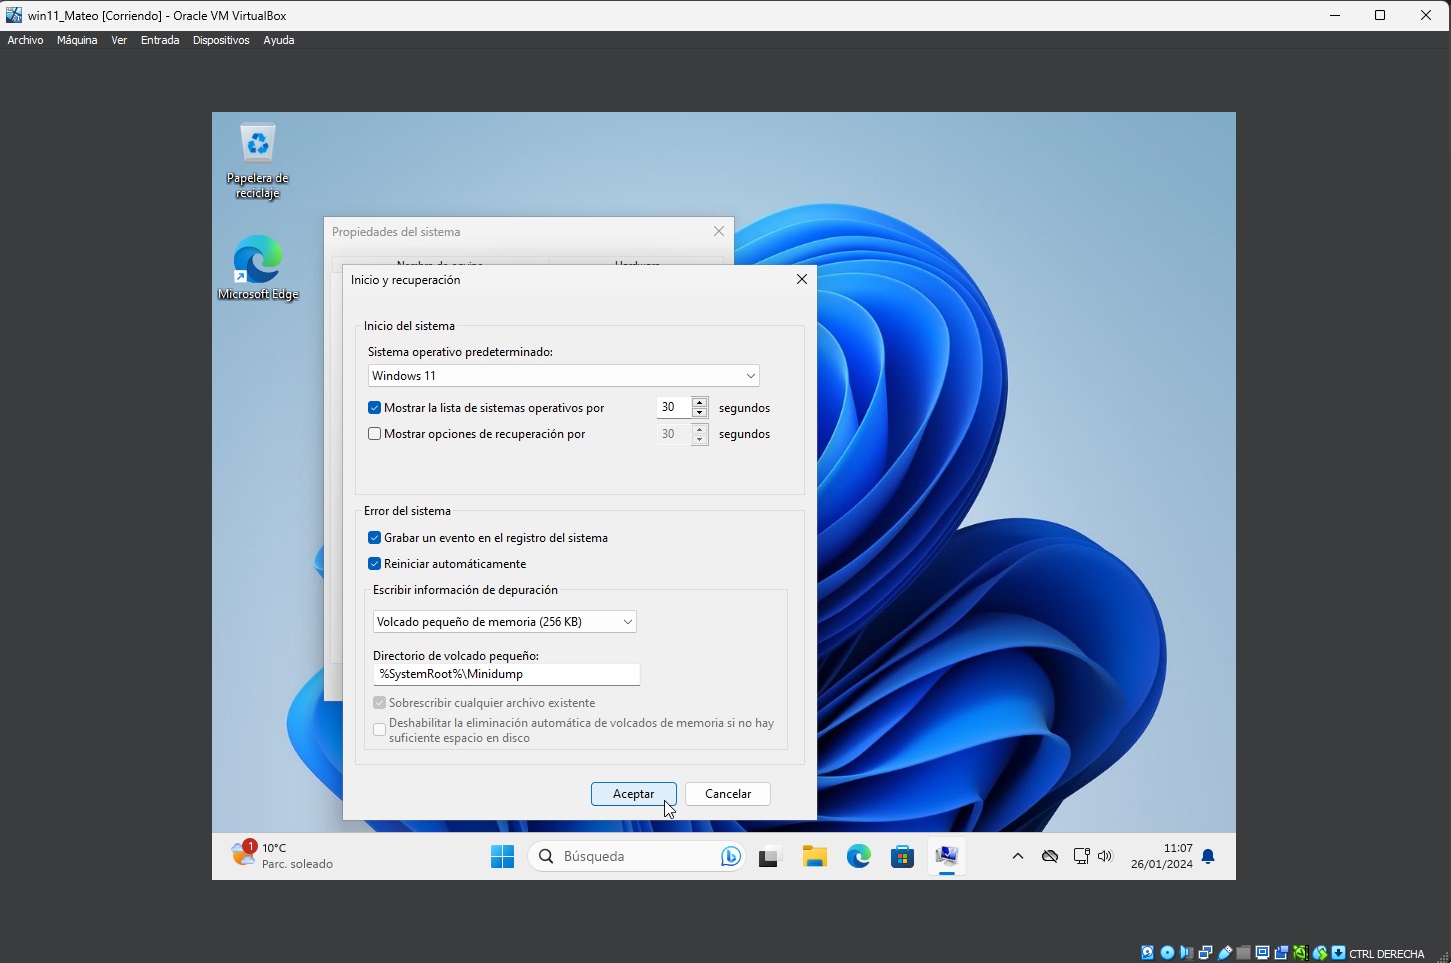 win11_Mateo [Corriendo] - Oracle VM VirtualBox
Archivo Máquina Ver Entrada Dispositivos Ayuda
Papelera de
reciclaje
Microsoft Edge
Propiedades del sistema
Nombre de equipo Hardware
Inicio y recuperación
Inicio del sistema
Sistema operativo predeterminado:
Windows 11
Mostrar la lista de sistemas operativos por 30 segundos
Mostrar opciones de recuperación por 30 segundos
Error del sistema
Grabar un evento en el registro del sistema
Reiniciar automáticamente
Escribir información de depuración
Volcado pequeño de memoria (256 KB)
Directorio de volcado pequeño:
%SystemRoot%\Minidump
Sobrescribir cualquier archivo existente
Deshabilitar la eliminación automática de volcados de memoria si no hay
suficiente espacio en disco
Aceptar Cancelar
1
10°C
Parc. soleado
Búsqueda
11:07
26/01/2024
CTRL DERECHA